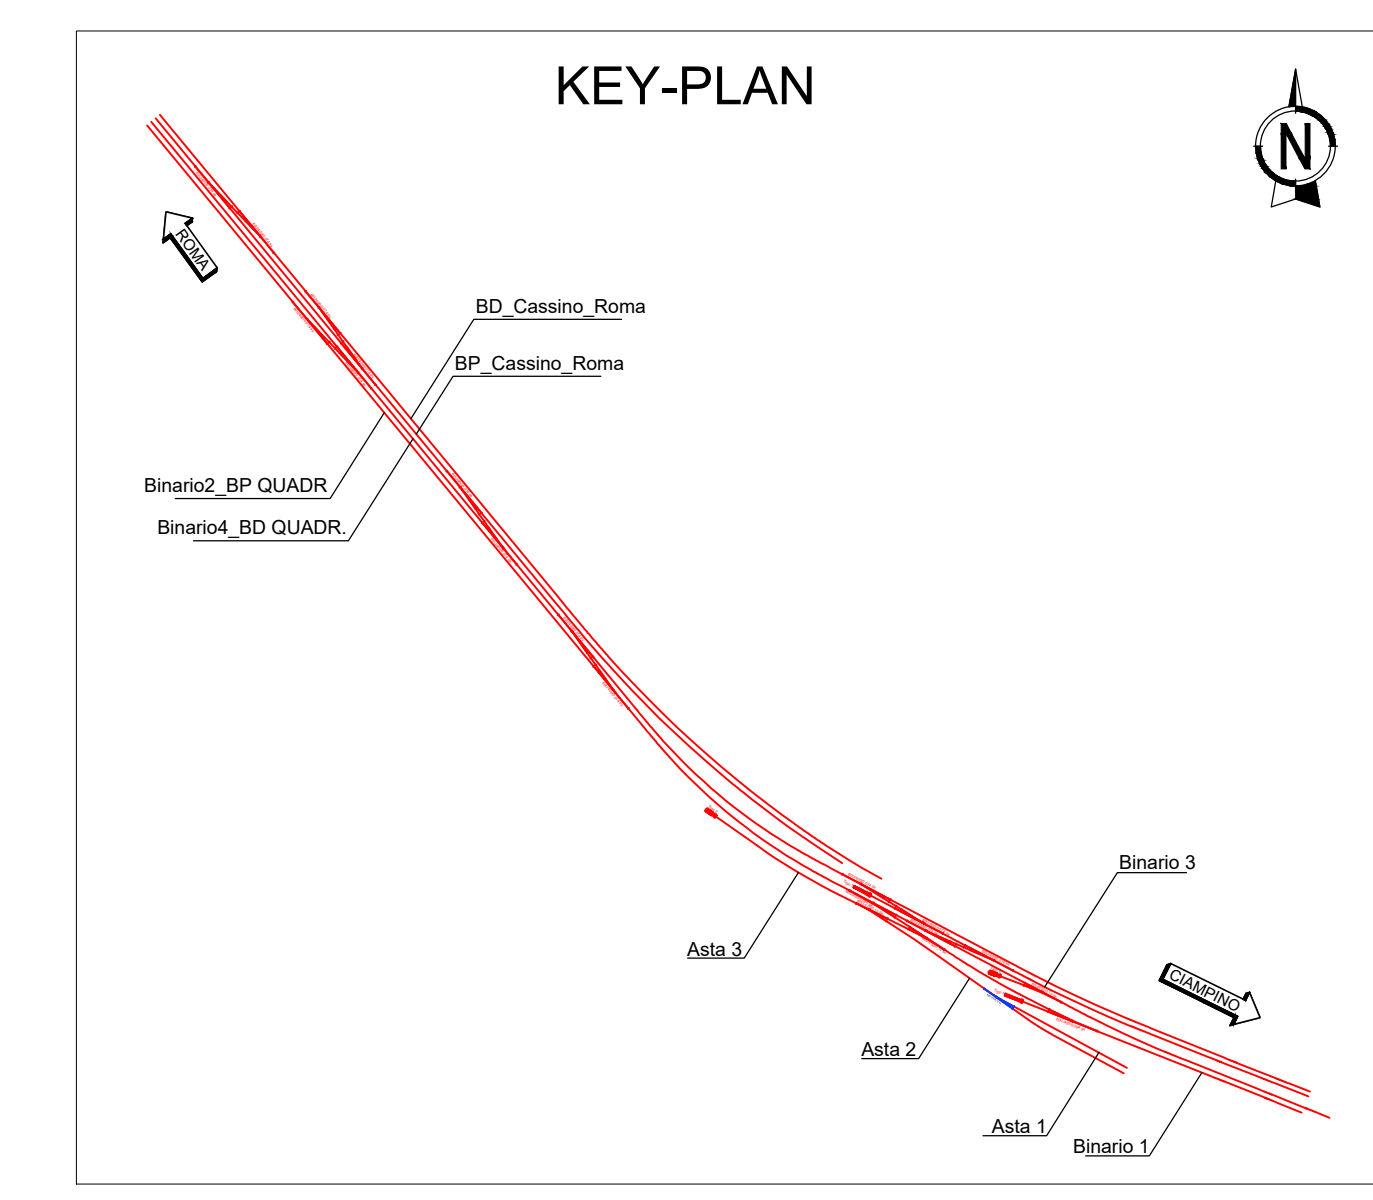 KEY-PLAN
N
ROMA
BD_Cassino_Roma
BP_Cassino_Roma
Binario2_BP QUADR
Binario4_BD QUADR.
Binario 3
Asta 3
CIAMPINO
Asta 2
Asta 1
Binario 1